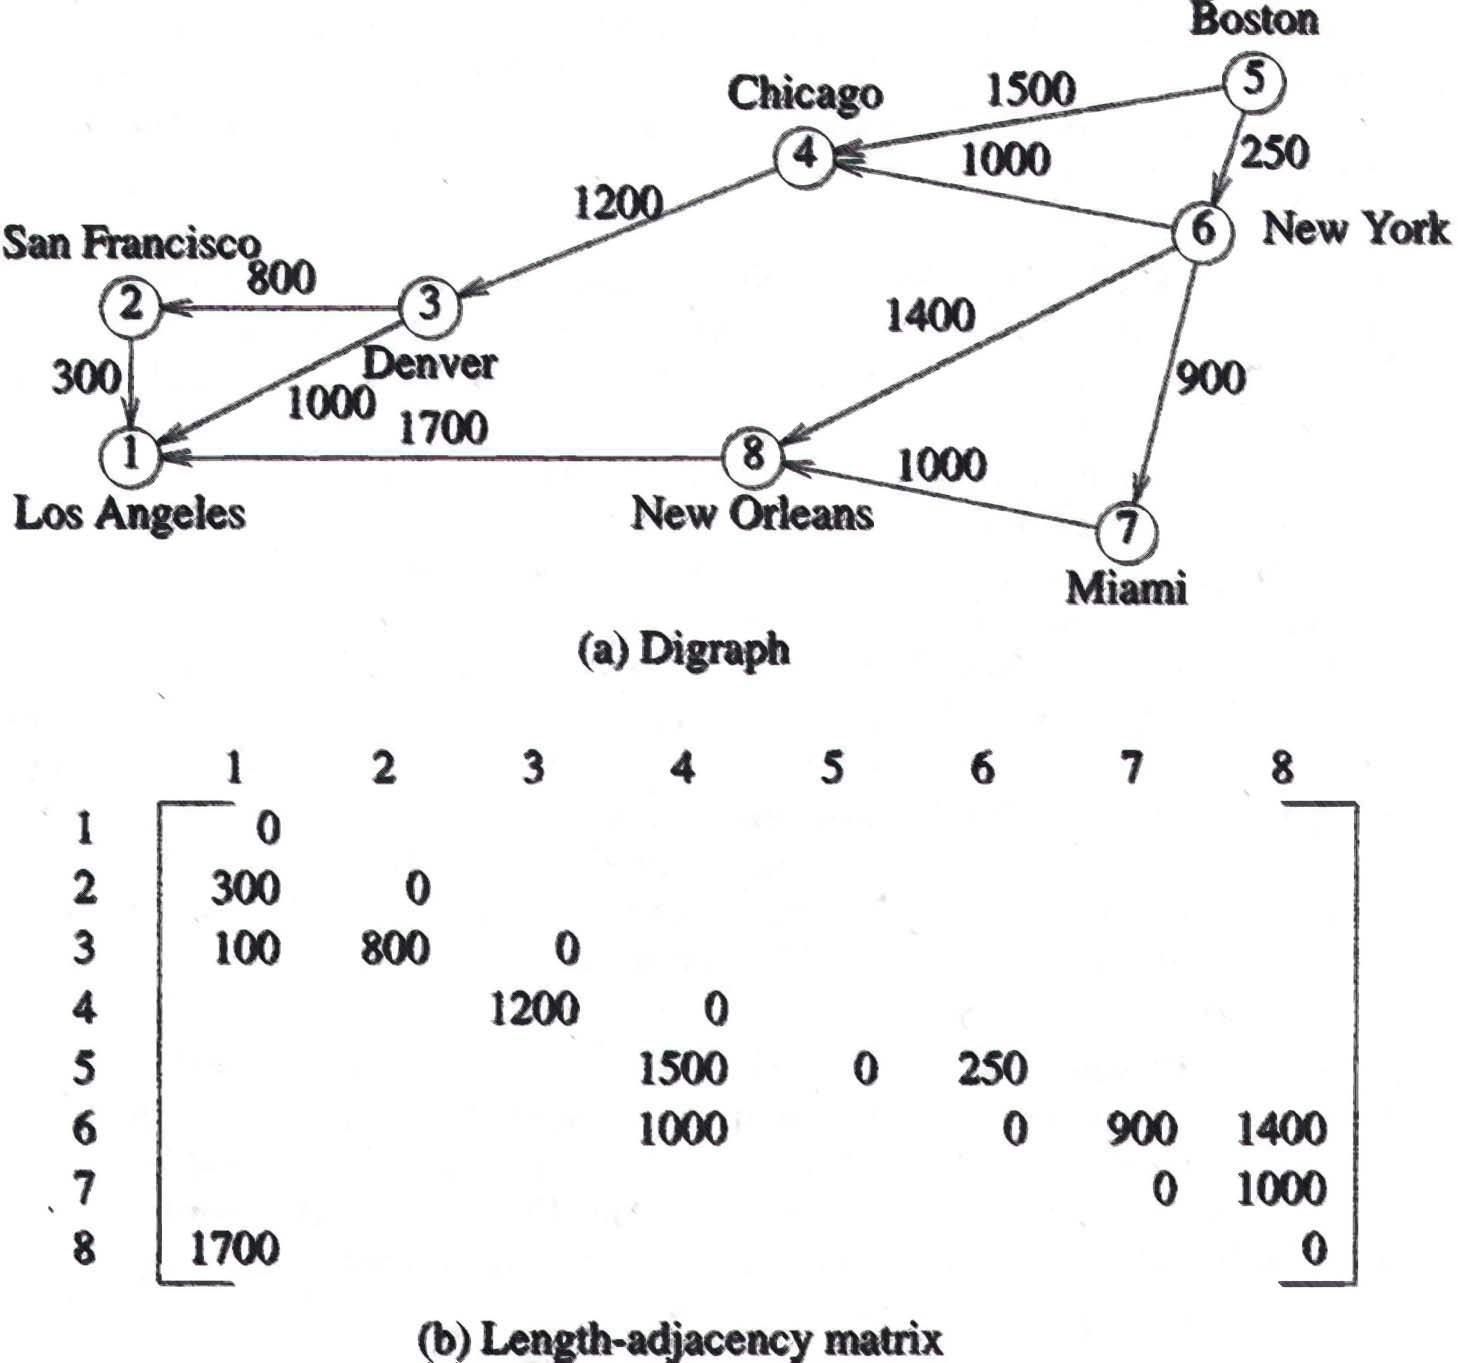 Boston
Chicago 1500 5
4 1000 250
1200 6 New York
San Francisco
800
2 3 1400
300 Denver 900
1000 1700
1 8 1000
Los Angeles New Orleans 7
Miami
(a) Digraph
1 2 3 4 5 6 7 8
1 0
2 300 0
3 100 800 0
4 1200 0
5 1500 0 250
6 1000 0 900 1400
7 0 1000
8 1700 0
(b) Length-adjacency matrix